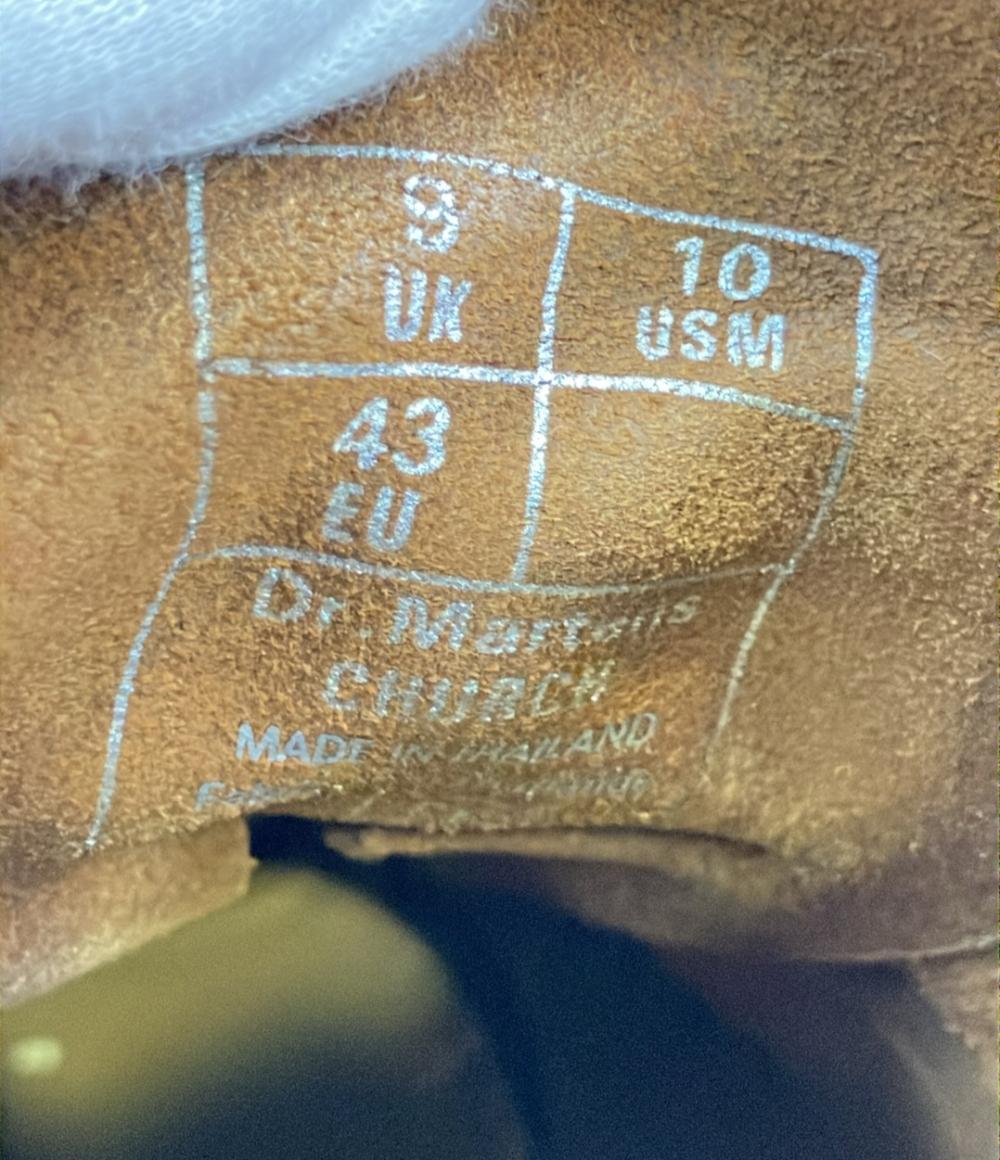 9
UK
10
USM
43
EU
Dr. Martens
CHURCH
MADE IN THAILAND